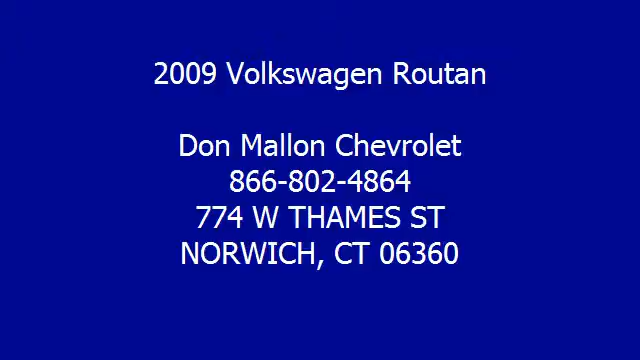 2009 Volkswagen Routan
Don Mallon Chevrolet
866-802-4864
774 W THAMES ST
NORWICH, CT 06360